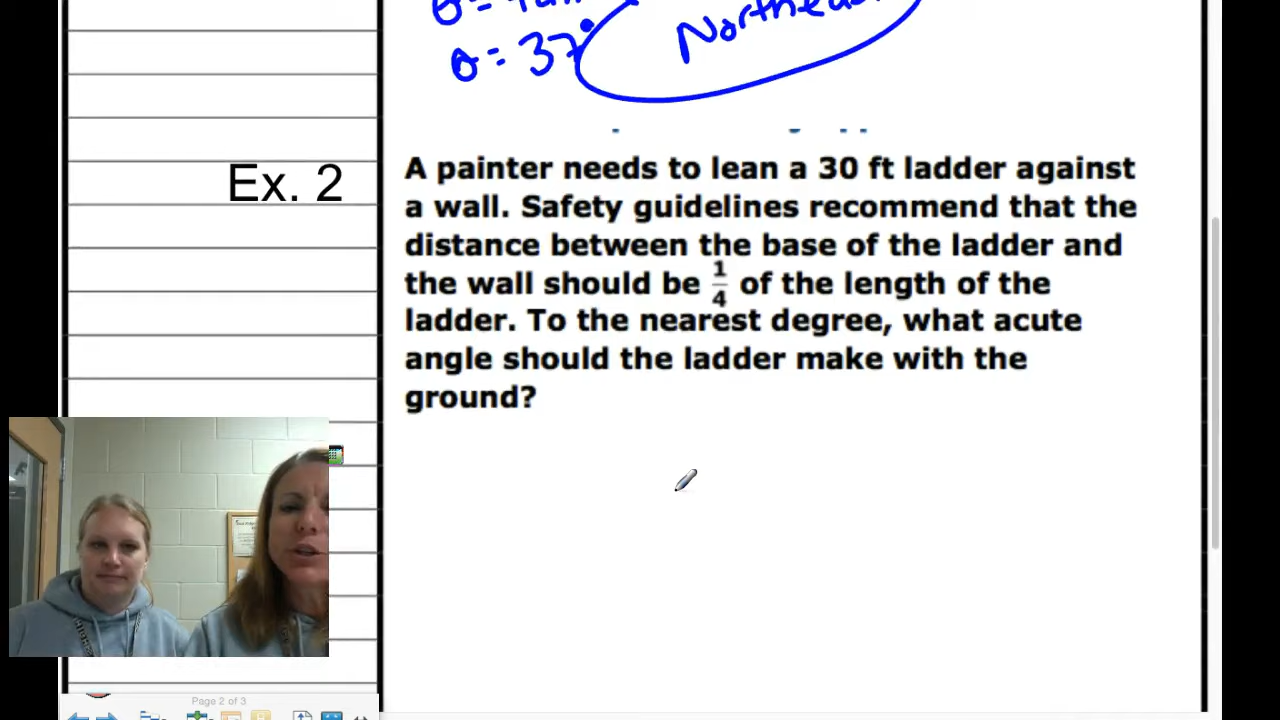 θ = 37°
Ex. 2
A painter needs to lean a 30 ft ladder against
a wall. Safety guidelines recommend that the
distance between the base of the ladder and
the wall should be 1/4 of the length of the
ladder. To the nearest degree, what acute
angle should the ladder make with the
ground?
Page 2 of 3